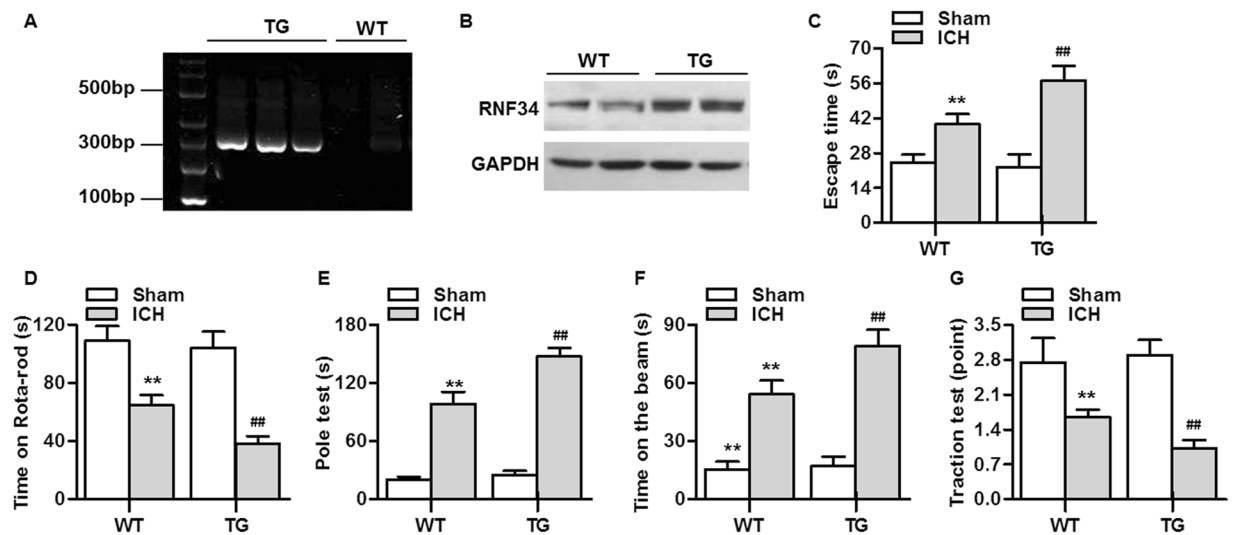 A
TG
WT
500bp
300bp
100bp
B
WT
TG
RNF34
GAPDH
C
Sham
ICH
Escape time (s)
70
56
42
28
14
0
**
##
WT
TG
D
Sham
ICH
Time on Rota-rod (s)
120
80
40
0
**
##
WT
TG
E
Sham
ICH
Pole test (s)
180
120
60
0
**
##
WT
TG
F
Sham
ICH
Time on the beam (s)
90
60
30
0
**
**
##
WT
TG
G
Sham
ICH
Traction test (point)
3.5
2.8
2.1
1.4
0.7
0.0
**
##
WT
TG